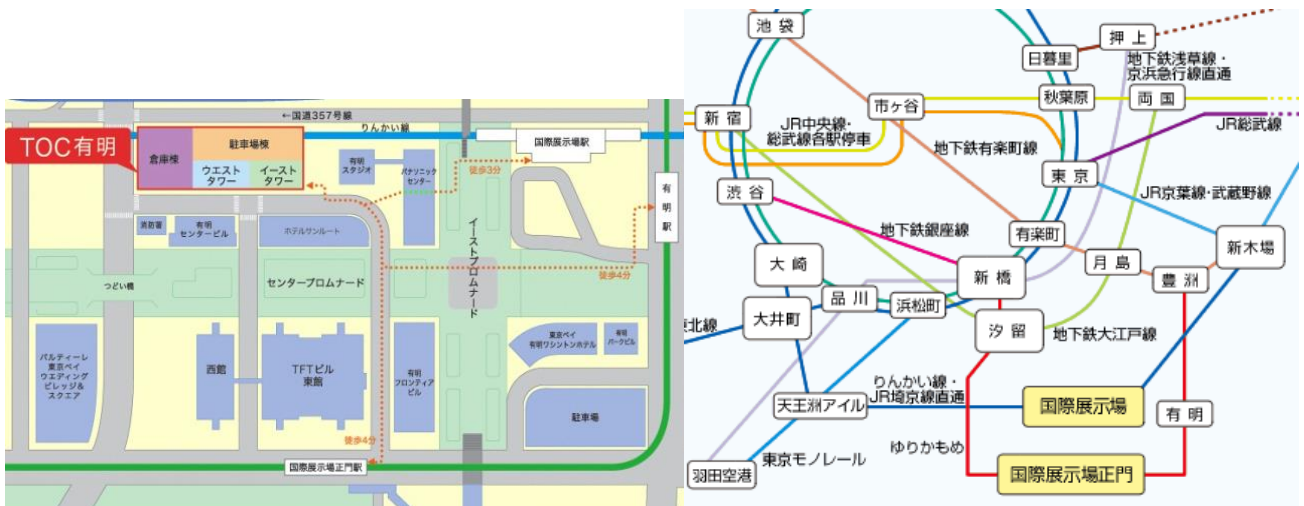 ←国道357号線
りんかい線
TOC有明
倉庫棟
駐車場棟
ウエスト
タワー
イースト
タワー
有明
スタジオ
パナソニック
センター
国際展示場駅
徒歩3分
有明駅
消防署
有明
センタービル
ホテルサンルート
イーストプロムナード
徒歩4分
つどい橋
センタープロムナード
パルティーレ
東京ベイ
ウエディング
ビレッジ&
スクエア
西館
TFTビル
東館
有明
フロンティア
ビル
東京ベイ
有明ワシントンホテル
有明
パークビル
駐車場
徒歩4分
国際展示場正門駅
池袋
押上
日暮里
地下鉄浅草線・
京浜急行線直通
新宿
市ヶ谷
秋葉原
両国
JR中央線・
総武線各駅停車
JR総武線
地下鉄有楽町線
東京
渋谷
JR京葉線・武蔵野線
地下鉄銀座線
有楽町
新木場
大崎
新橋
月島
豊洲
品川
浜松町
大井町
東北線
汐留
地下鉄大江戸線
りんかい線・
JR埼京線直通
天王洲アイル
国際展示場
有明
ゆりかもめ
東京モノレール
羽田空港
国際展示場正門